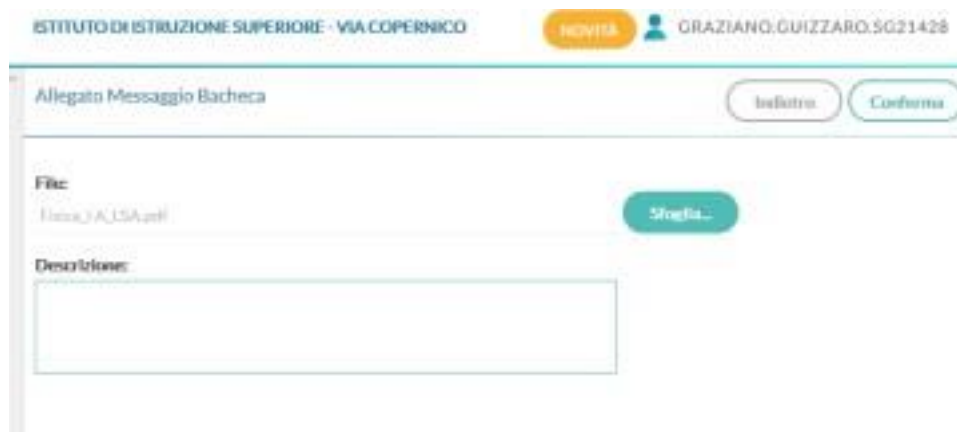 ISTITUTO DI ISTRUZIONE SUPERIORE - VIA COPERNICO
NOVITÀ
GRAZIANO.GUIZZARO.SG21428
Allegato Messaggio Bacheca
Indietro
Conferma
File:
Sfoglia...
Descrizione: